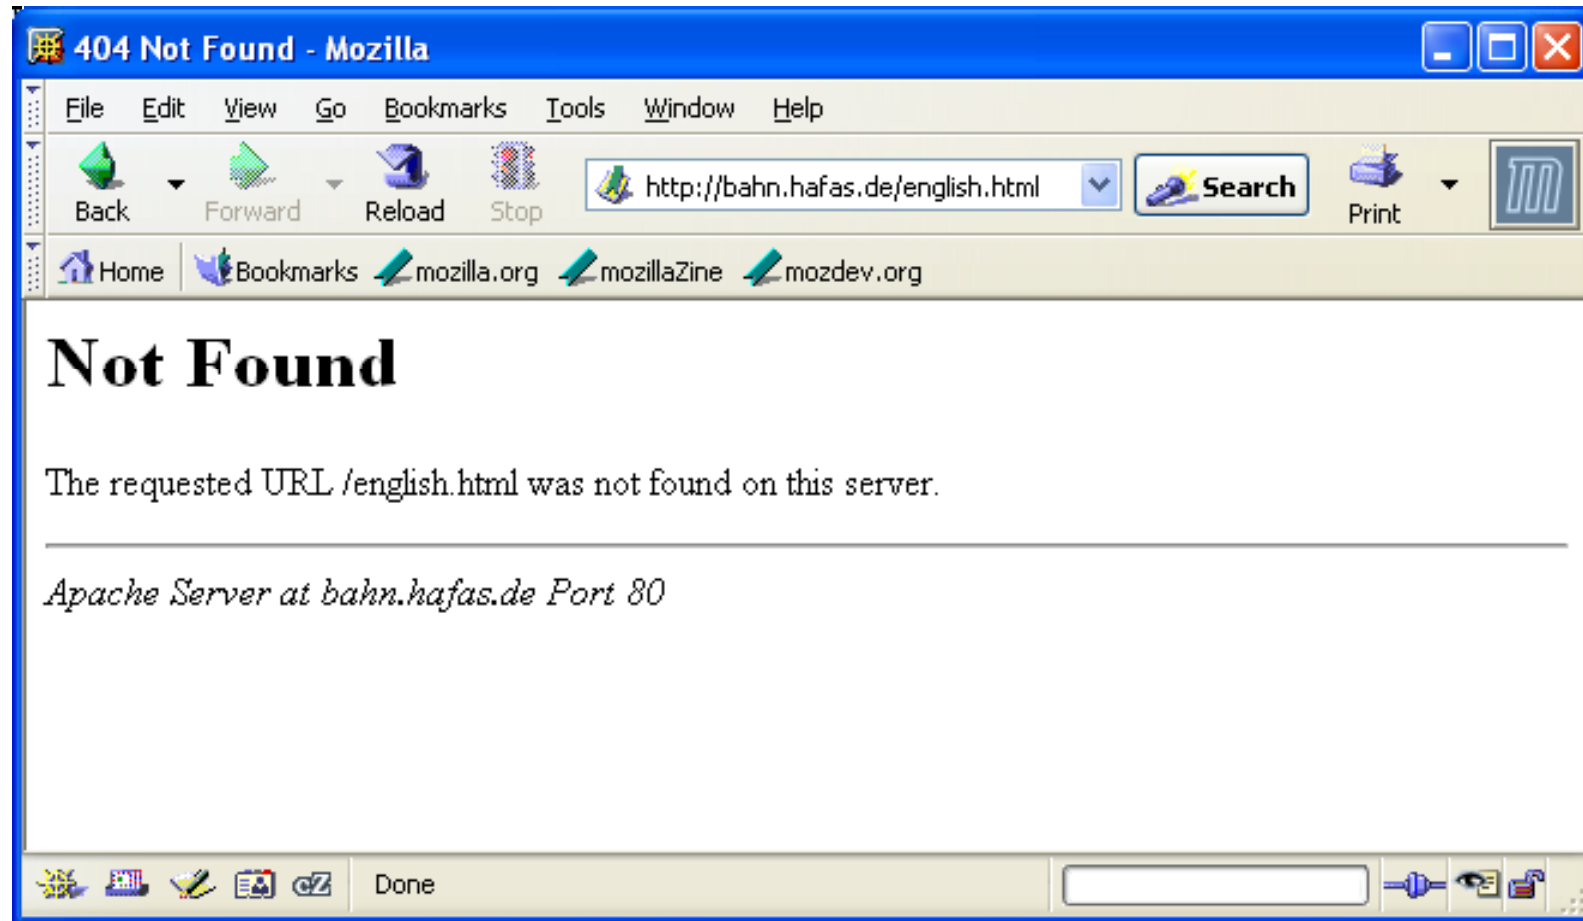 404 Not Found - Mozilla
File Edit View Go Bookmarks Tools Window Help
Back Forward Reload Stop http://bahn.hafas.de/english.html Search Print
Home Bookmarks mozilla.org mozillaZine mozdev.org
Not Found
The requested URL /english.html was not found on this server.
Apache Server at bahn.hafas.de Port 80
cZ Done